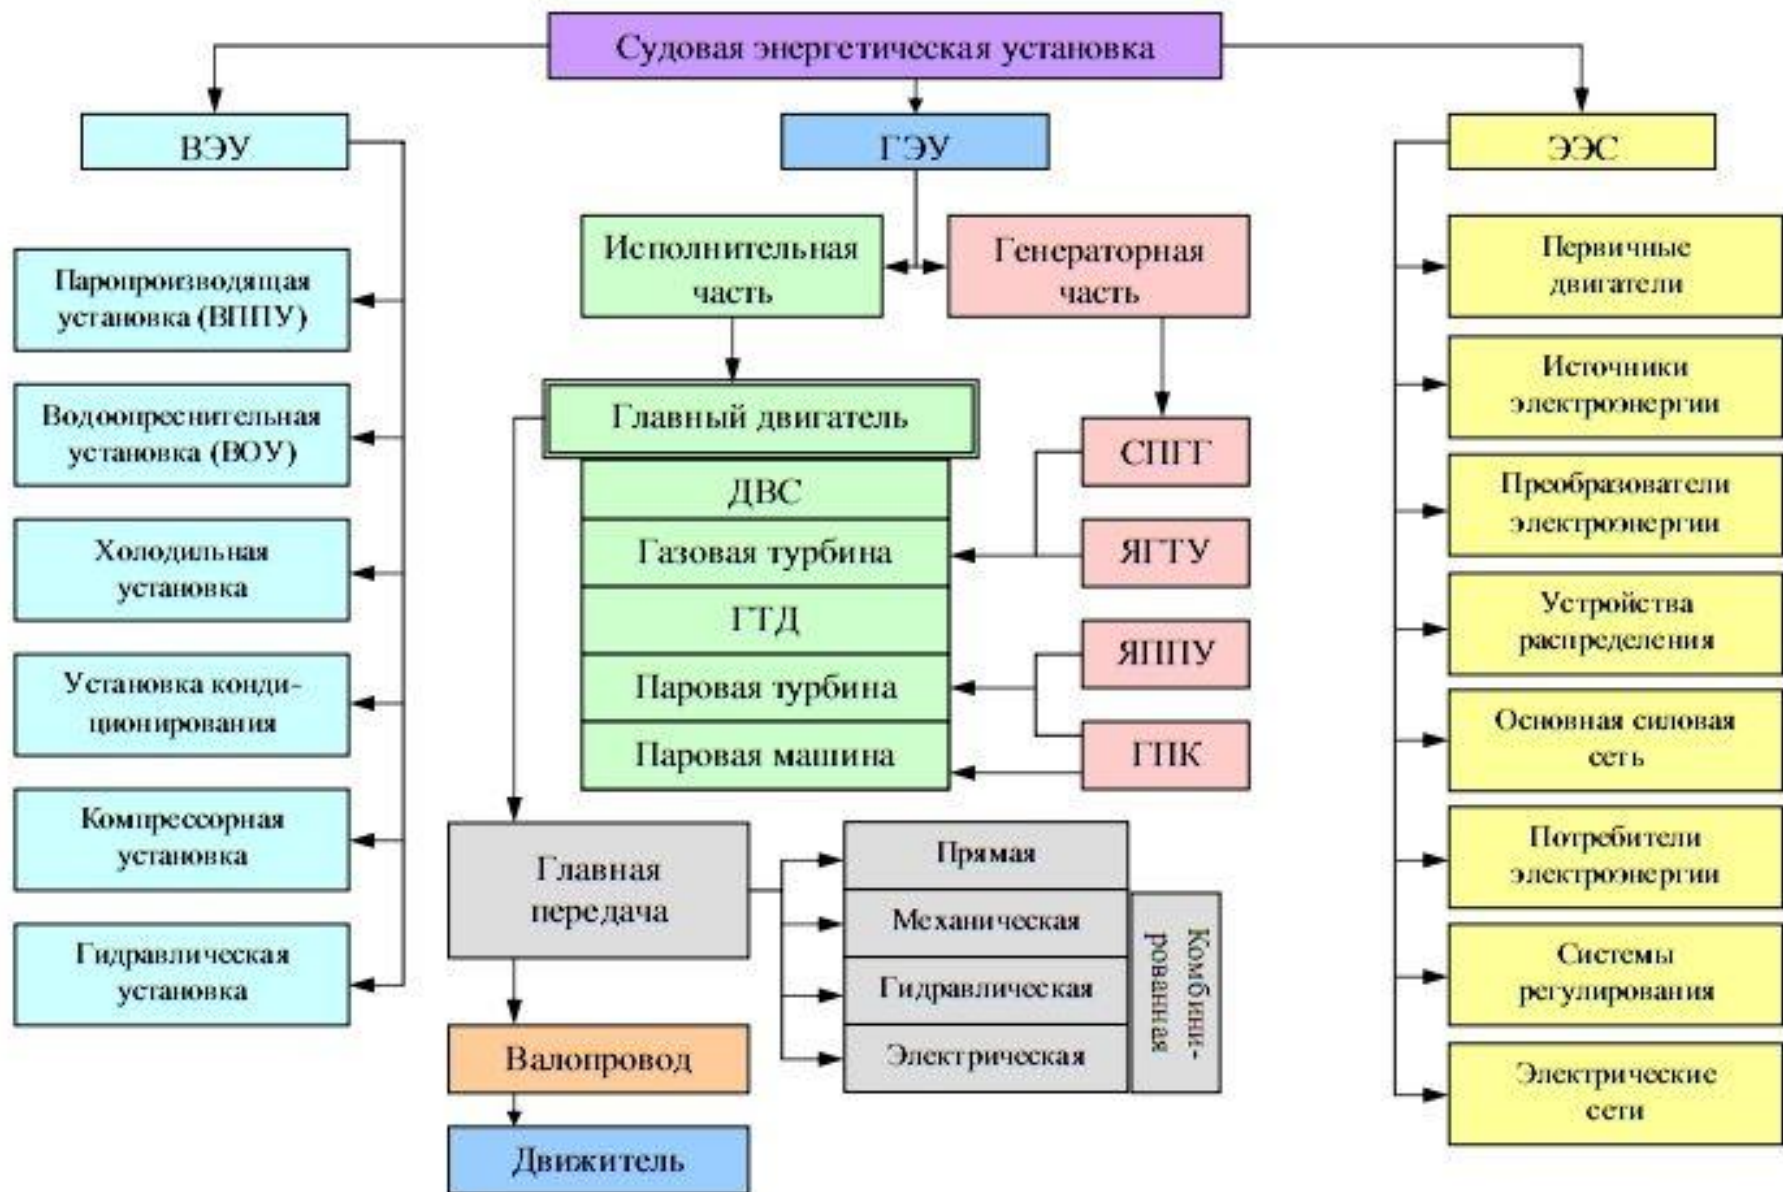 Судовая энергетическая установка
ВЭУ
ГЭУ
ЭЭС
Паропроизводящая
установка (ВППУ)
Водоопреснительная
установка (ВОУ)
Холодильная
установка
Установка конди-
ционирования
Компрессорная
установка
Гидравлическая
установка
Исполнительная
часть
Генераторная
часть
Главный двигатель
ДВС
Газовая турбина
ГТД
Паровая турбина
Паровая машина
СПГГ
ЯГТУ
ЯППУ
ГПК
Главная
передача
Прямая
Механическая
Гидравлическая
Электрическая
Комбини-
рованная
Валопровод
Движитель
Первичные
двигатели
Источники
электроэнергии
Преобразователи
электроэнергии
Устройства
распределения
Основная силовая
сеть
Потребители
электроэнергии
Системы
регулирования
Электрические
сети